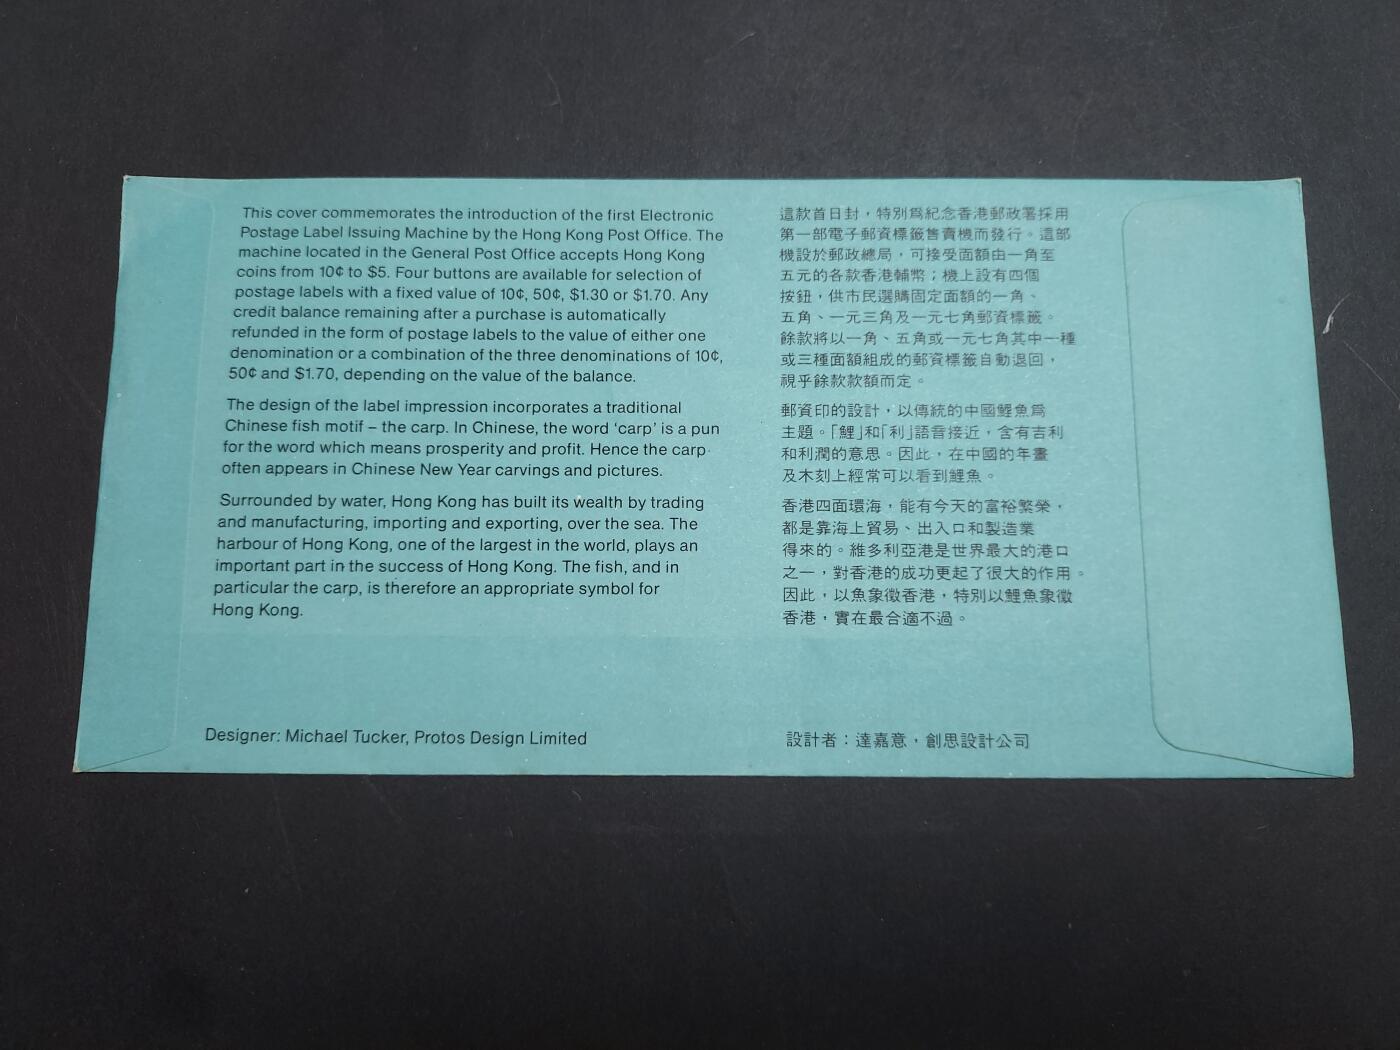 This cover commemorates the introduction of the first Electronic
Postage Label Issuing Machine by the Hong Kong Post Office. The
machine located in the General Post Office accepts Hong Kong
coins from 10¢ to $5. Four buttons are available for selection of
postage labels with a fixed value of 10¢, 50¢, $1.30 or $1.70. Any
credit balance remaining after a purchase is automatically
refunded in the form of postage labels to the value of either one
denomination or a combination of the three denominations of 10¢,
50¢ and $1.70, depending on the value of the balance.
The design of the label impression incorporates a traditional
Chinese fish motif – the carp. In Chinese, the word ‘carp’ is a pun
for the word which means prosperity and profit. Hence the carp
often appears in Chinese New Year carvings and pictures.
Surrounded by water, Hong Kong has built its wealth by trading
and manufacturing, importing and exporting, over the sea. The
harbour of Hong Kong, one of the largest in the world, plays an
important part in the success of Hong Kong. The fish, and in
particular the carp, is therefore an appropriate symbol for
Hong Kong.
Designer: Michael Tucker, Protos Design Limited
這款首日封，特別爲紀念香港郵政署採用
第一部電子郵資標籤售賣機而發行。這部
機設於郵政總局，可接受面額由一角至
五元的各款香港輔幣；機上設有四個
按鈕，供市民選購固定面額的一角、
五角、一元三角及一元七角郵資標籤。
餘款將以一角、五角或一元七角其中一種
或三種面額組成的郵資標籤自動退回，
視乎餘款款額而定。
郵資印的設計，以傳統的中國鯉魚爲
主題。「鯉」和「利」語音接近，含有吉利
和利潤的意思。因此，在中國的年畫
及木刻上經常可以看到鯉魚。
香港四面環海，能有今天的富裕繁榮，
都是靠海上貿易、出入口和製造業
得來的。維多利亞港是世界最大的港口
之一，對香港的成功更起了很大的作用。
因此，以魚象徵香港，特別以鯉魚象徵
香港，實在最合適不過。
設計者：達嘉意，創思設計公司